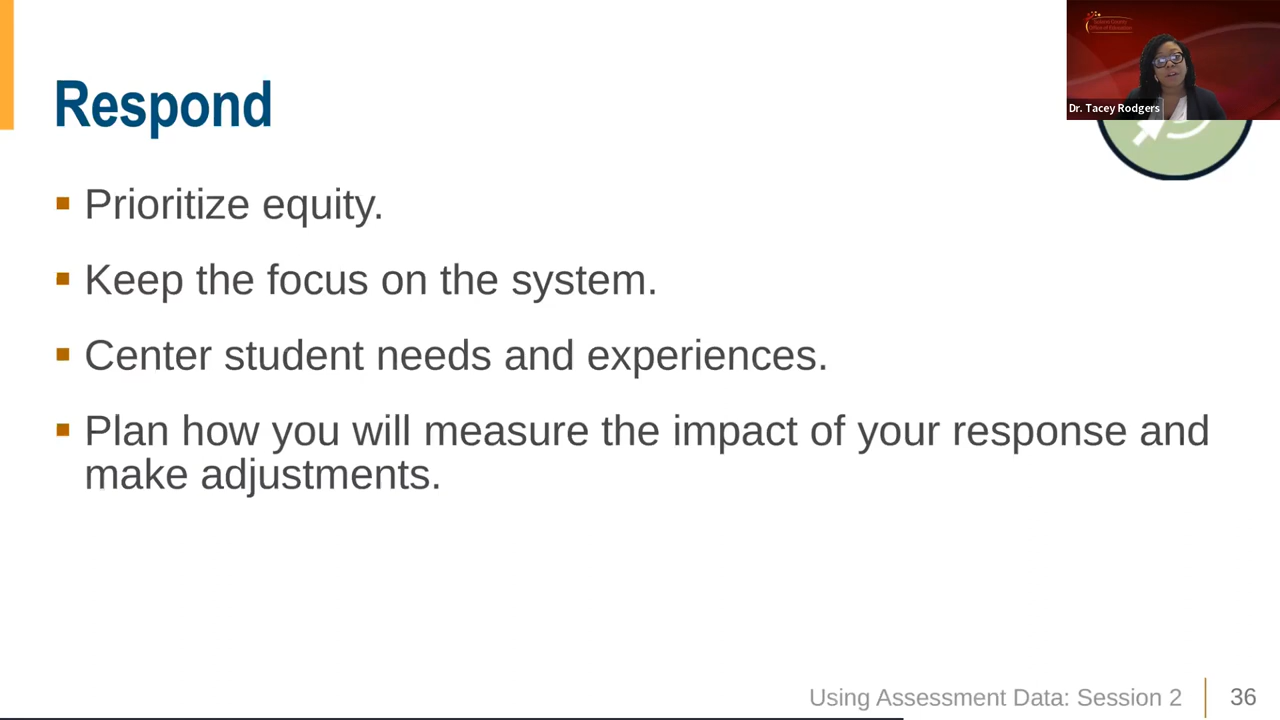 Respond
Dr. Tacey Rodgers
Prioritize equity.
Keep the focus on the system.
Center student needs and experiences.
Plan how you will measure the impact of your response and
make adjustments.
Using Assessment Data: Session 2
36